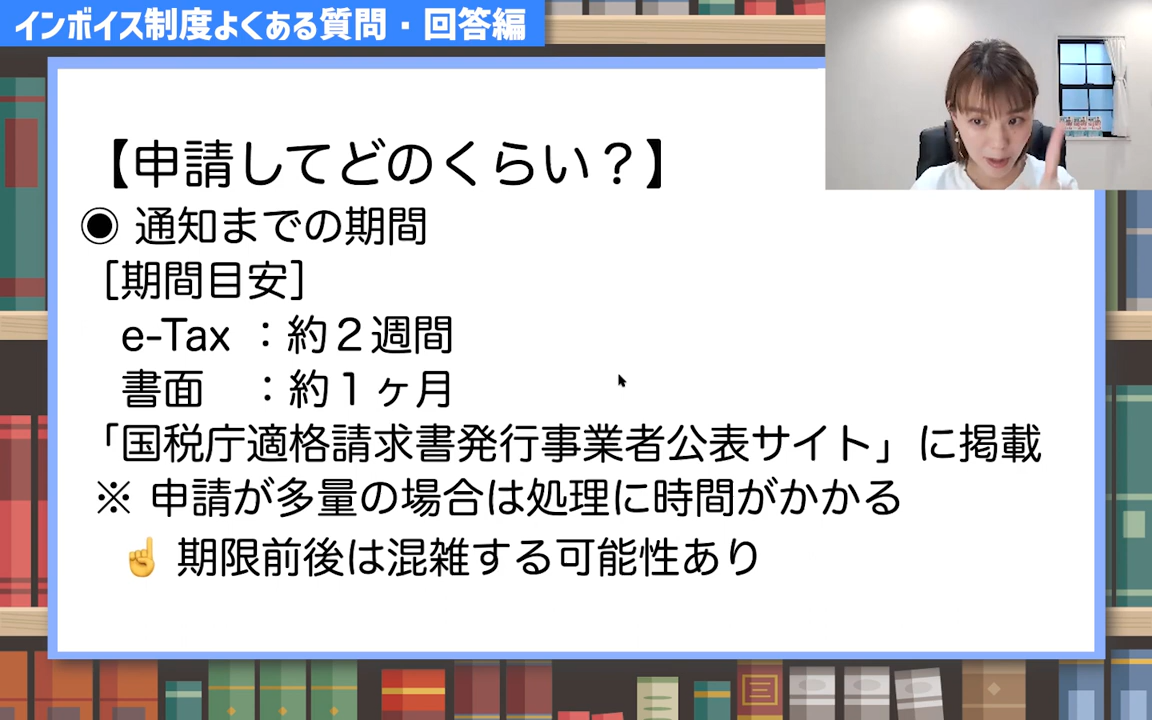 インボイス制度よくある質問・回答編
【申請してどのくらい？】
◉ 通知までの期間
［期間目安］
e-Tax ：約２週間
書面 ：約１ヶ月
「国税庁適格請求書発行事業者公表サイト」に掲載
※ 申請が多量の場合は処理に時間がかかる
☝ 期限前後は混雑する可能性あり